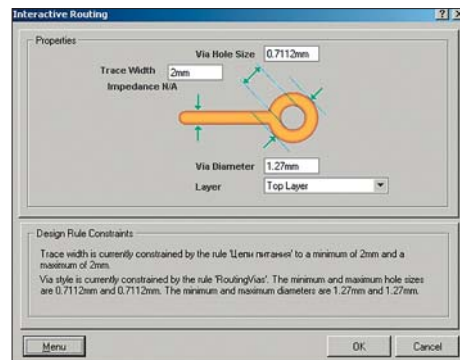 Interactive Routing
Properties
Via Hole Size 0.7112mm
Trace Width 2mm
Impedance N/A
Via Diameter 1.27mm
Layer Top Layer
Design Rule Constraints
Trace width is currently constrained by the rule 'Цепи питания' to a minimum of 2mm and a
maximum of 2mm.
Via style is currently constrained by the rule 'RoutingVias'. The minimum and maximum hole sizes
are 0.7112mm and 0.7112mm. The minimum and maximum diameters are 1.27mm and 1.27mm.
Menu OK Cancel